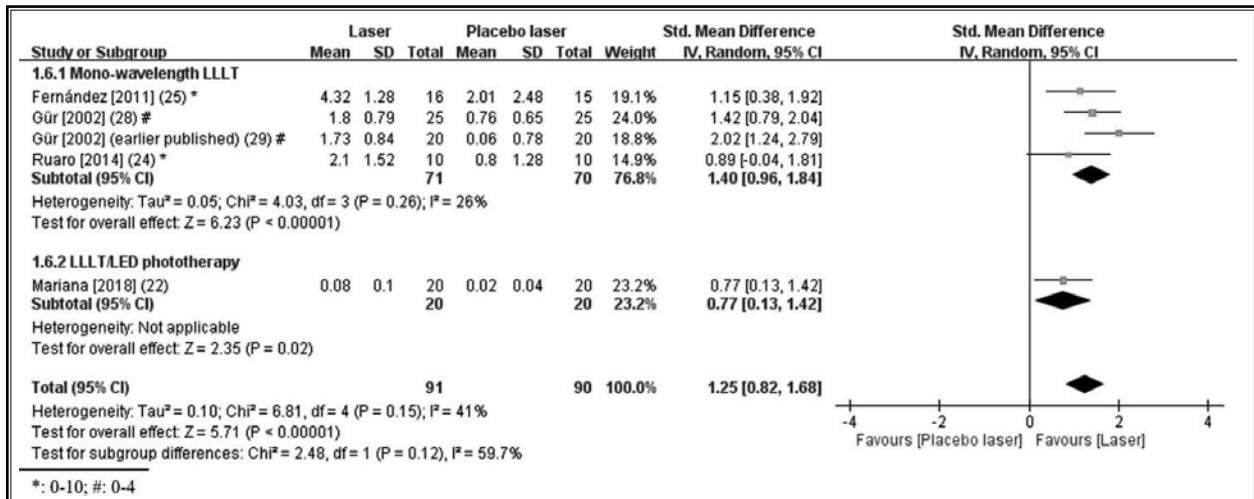 Laser Placebo laser Std. Mean Difference Std. Mean Difference
Study or Subgroup Mean SD Total Mean SD Total Weight IV, Random, 95% CI IV, Random, 95% CI
1.6.1 Mono-wavelength LLLT
Fernández [2011] (25) * 4.32 1.28 16 2.01 2.48 15 19.1% 1.15 [0.38, 1.92]
Gür [2002] (28) # 1.8 0.79 25 0.76 0.65 25 24.0% 1.42 [0.79, 2.04]
Gür [2002] (earlier published) (29) # 1.73 0.84 20 0.06 0.78 20 18.8% 2.02 [1.24, 2.79]
Ruaro [2014] (24) * 2.1 1.52 10 0.8 1.28 10 14.9% 0.89 [-0.04, 1.81]
Subtotal (95% CI) 71 70 76.8% 1.40 [0.96, 1.84]
Heterogeneity: Tau² = 0.05; Chi² = 4.03, df = 3 (P = 0.26); I² = 26%
Test for overall effect: Z = 6.23 (P < 0.00001)
1.6.2 LLLT/LED phototherapy
Mariana [2018] (22) 0.08 0.1 20 0.02 0.04 20 23.2% 0.77 [0.13, 1.42]
Subtotal (95% CI) 20 20 23.2% 0.77 [0.13, 1.42]
Heterogeneity: Not applicable
Test for overall effect: Z = 2.35 (P = 0.02)
Total (95% CI) 91 90 100.0% 1.25 [0.82, 1.68]
Heterogeneity: Tau² = 0.10; Chi² = 6.81, df = 4 (P = 0.15); I² = 41%
Test for overall effect: Z = 5.71 (P < 0.00001)
Test for subgroup differences: Chi² = 2.48, df = 1 (P = 0.12), I² = 59.7%
-4 -2 0 2 4
Favours [Placebo laser] Favours [Laser]
*: 0-10; #: 0-4